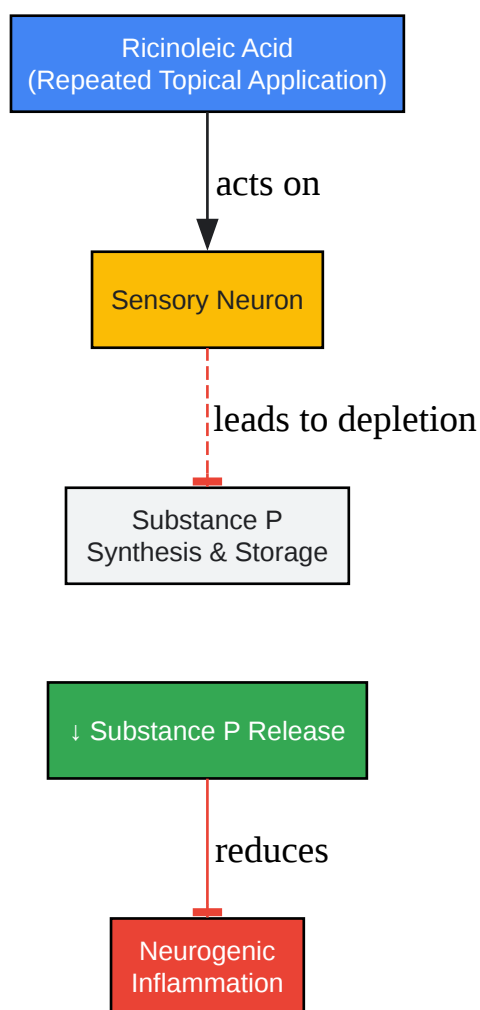 Ricinoleic Acid
(Repeated Topical Application)
acts on
Sensory Neuron
leads to depletion
Substance P
Synthesis & Storage
↓ Substance P Release
reduces
Neurogenic
Inflammation